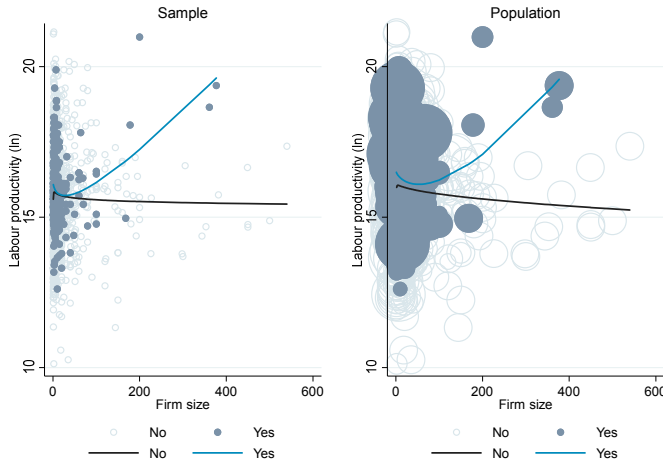 Sample
Labour productivity (ln)
20
15
10
0
200
400
600
Firm size
No
Yes
No
Yes
Population
Labour productivity (ln)
20
15
10
0
200
400
600
Firm size
No
Yes
No
Yes